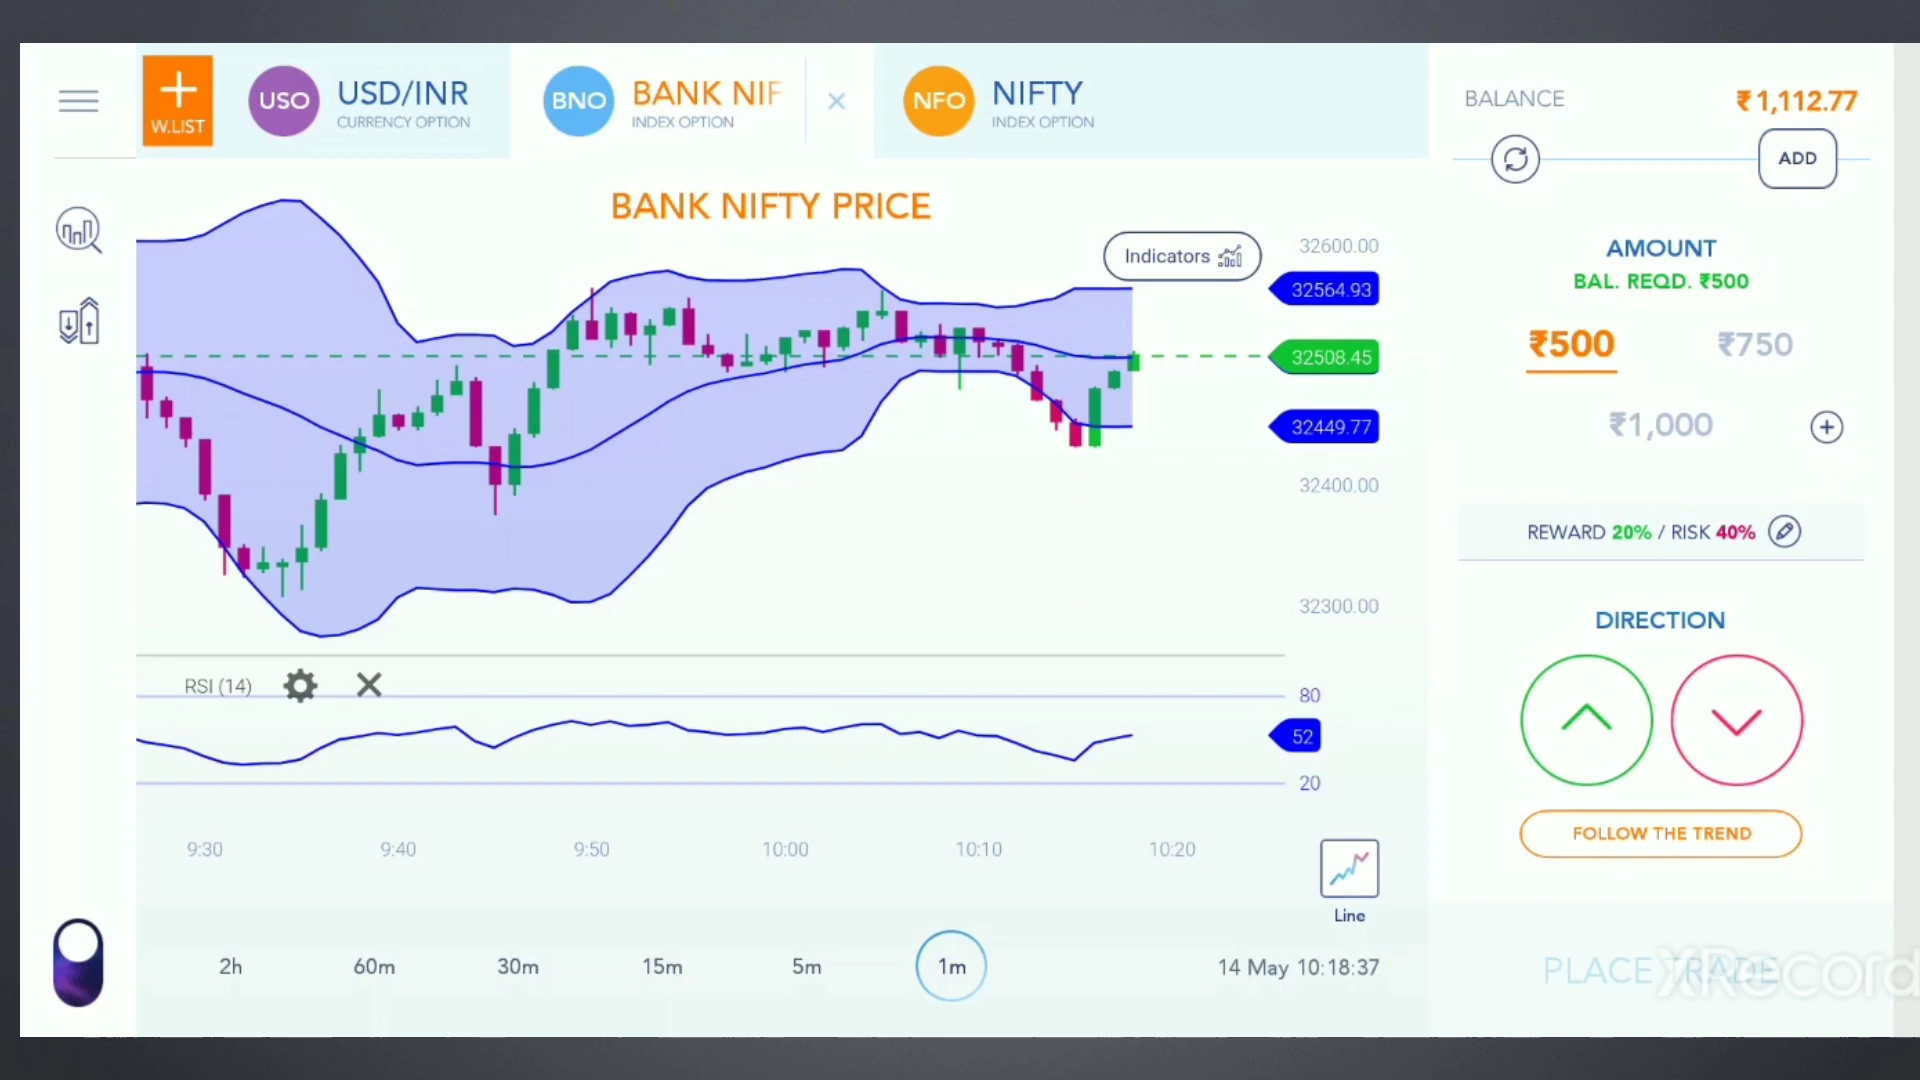 W.LIST
USO
USD/INR
CURRENCY OPTION
BNO
BANK NIF
INDEX OPTION
NFO
NIFTY
INDEX OPTION
BALANCE
₹1,112.77
ADD
BANK NIFTY PRICE
Indicators
32600.00
32564.93
32508.45
32449.77
32400.00
32300.00
AMOUNT
BAL. REQD. ₹500
₹500
₹750
₹1,000
REWARD 20% / RISK 40%
DIRECTION
FOLLOW THE TREND
RSI (14)
80
52
20
9:30
9:40
9:50
10:00
10:10
10:20
Line
2h
60m
30m
15m
5m
1m
14 May 10:18:37
PLACE TRADE
XRecord